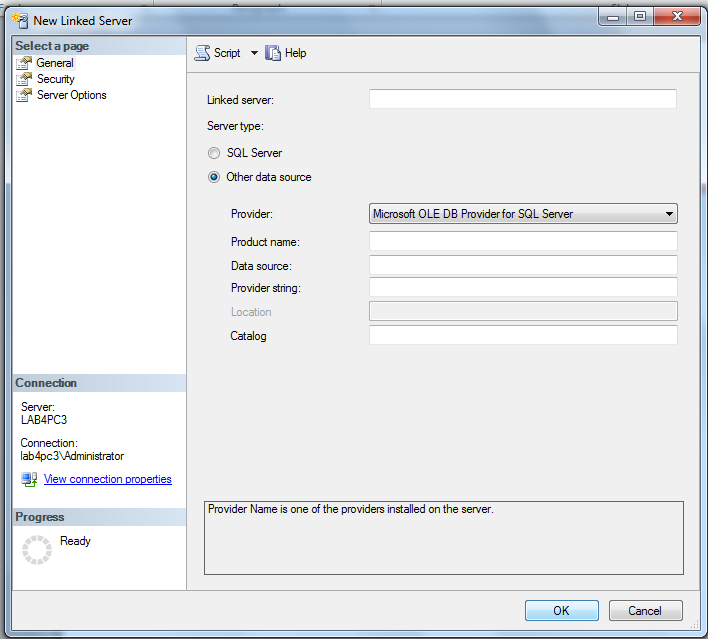 New Linked Server
Select a page
General
Security
Server Options
Script
Help
Linked server:
Server type:
SQL Server
Other data source
Provider:
Microsoft OLE DB Provider for SQL Server
Product name:
Data source:
Provider string:
Location
Catalog
Connection
Server:
LAB4PC3
Connection:
lab4pc3\Administrator
View connection properties
Progress
Ready
Provider Name is one of the providers installed on the server.
OK
Cancel